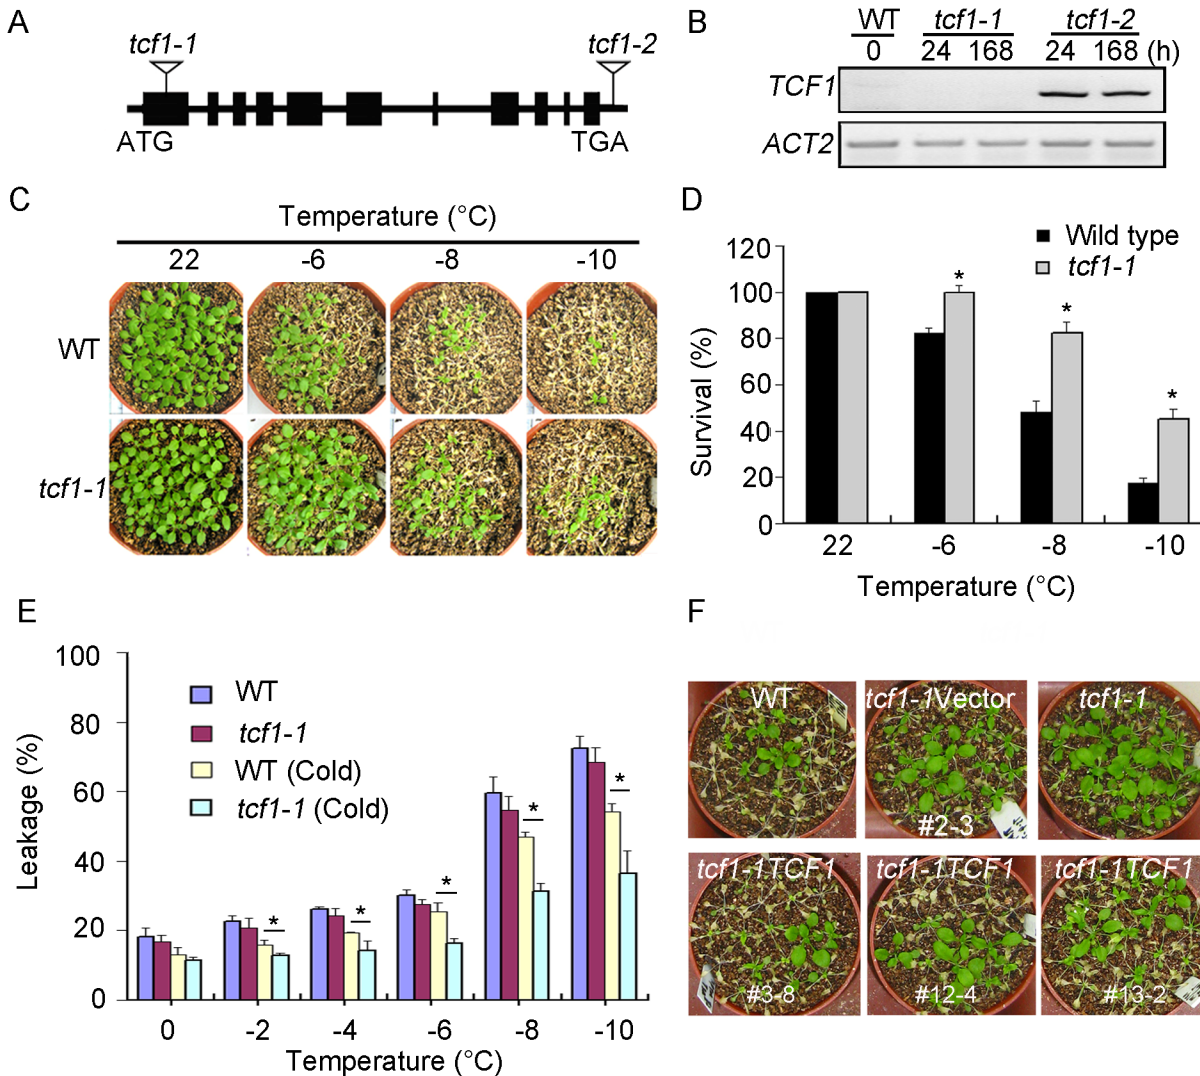 A
tcf1-1
tcf1-2
ATG
TGA
B
WT
tcf1-1
tcf1-2
0
24
168
24
168
(h)
TCF1
ACT2
C
Temperature (°C)
22
-6
-8
-10
WT
tcf1-1
D
120
100
80
60
40
20
0
Survival (%)
Wild type
tcf1-1
*
*
*
22
-6
-8
-10
Temperature (°C)
E
100
80
60
40
20
0
Leakage (%)
WT
tcf1-1
WT (Cold)
tcf1-1 (Cold)
*
*
*
*
*
0
-2
-4
-6
-8
-10
Temperature (°C)
F
WT
tcf1-1Vector
#2-3
tcf1-1
tcf1-1TCF1
#3-8
tcf1-1TCF1
#12-4
tcf1-1TCF1
#13-2